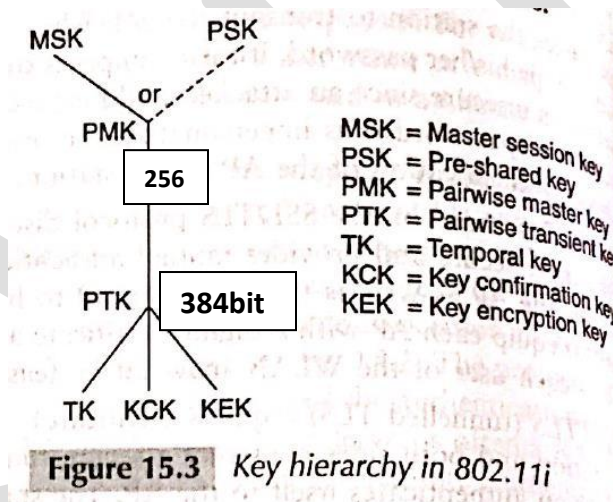 MSK
PSK
or
PMK
256
PTK
384bit
TK KCK KEK
MSK = Master session key
PSK = Pre-shared key
PMK = Pairwise master key
PTK = Pairwise transient ke
TK = Temporal key
KCK = Key confirmation key
KEK = Key encryption key
Figure 15.3 Key hierarchy in 802.11i